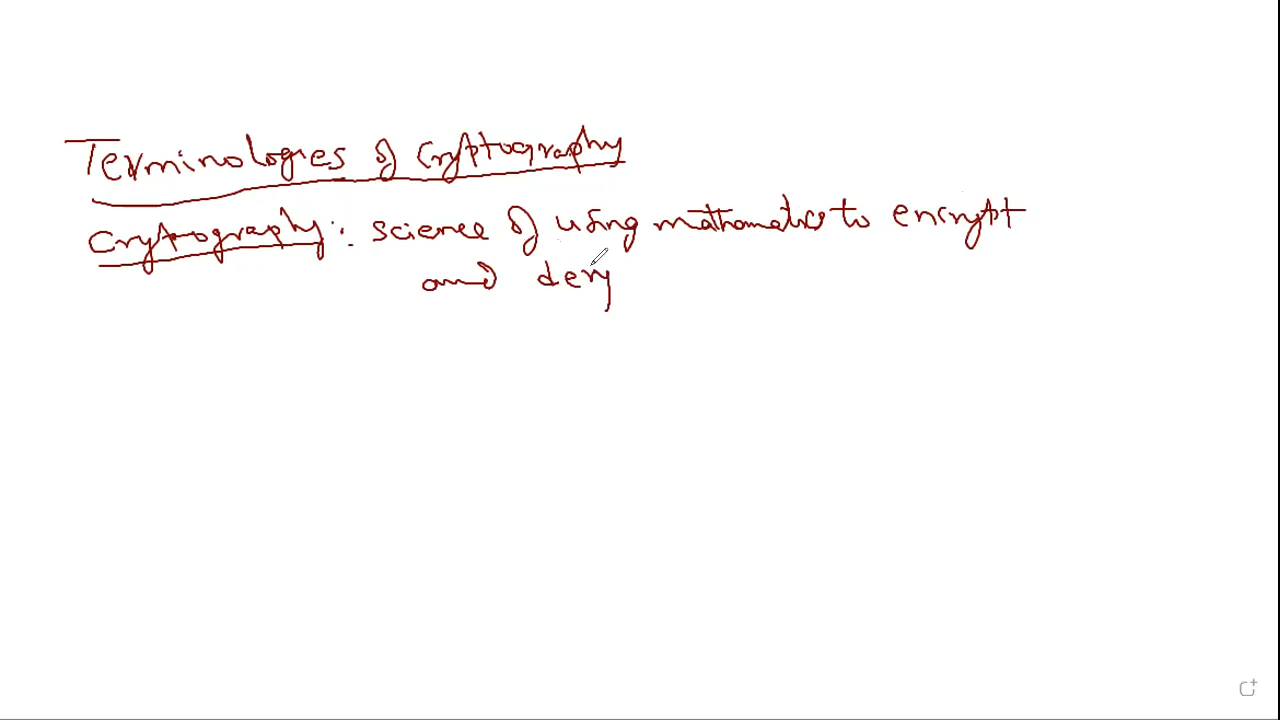 Terminologies of Cryptography
Cryptography: science of using mathematics to encrypt
and decry